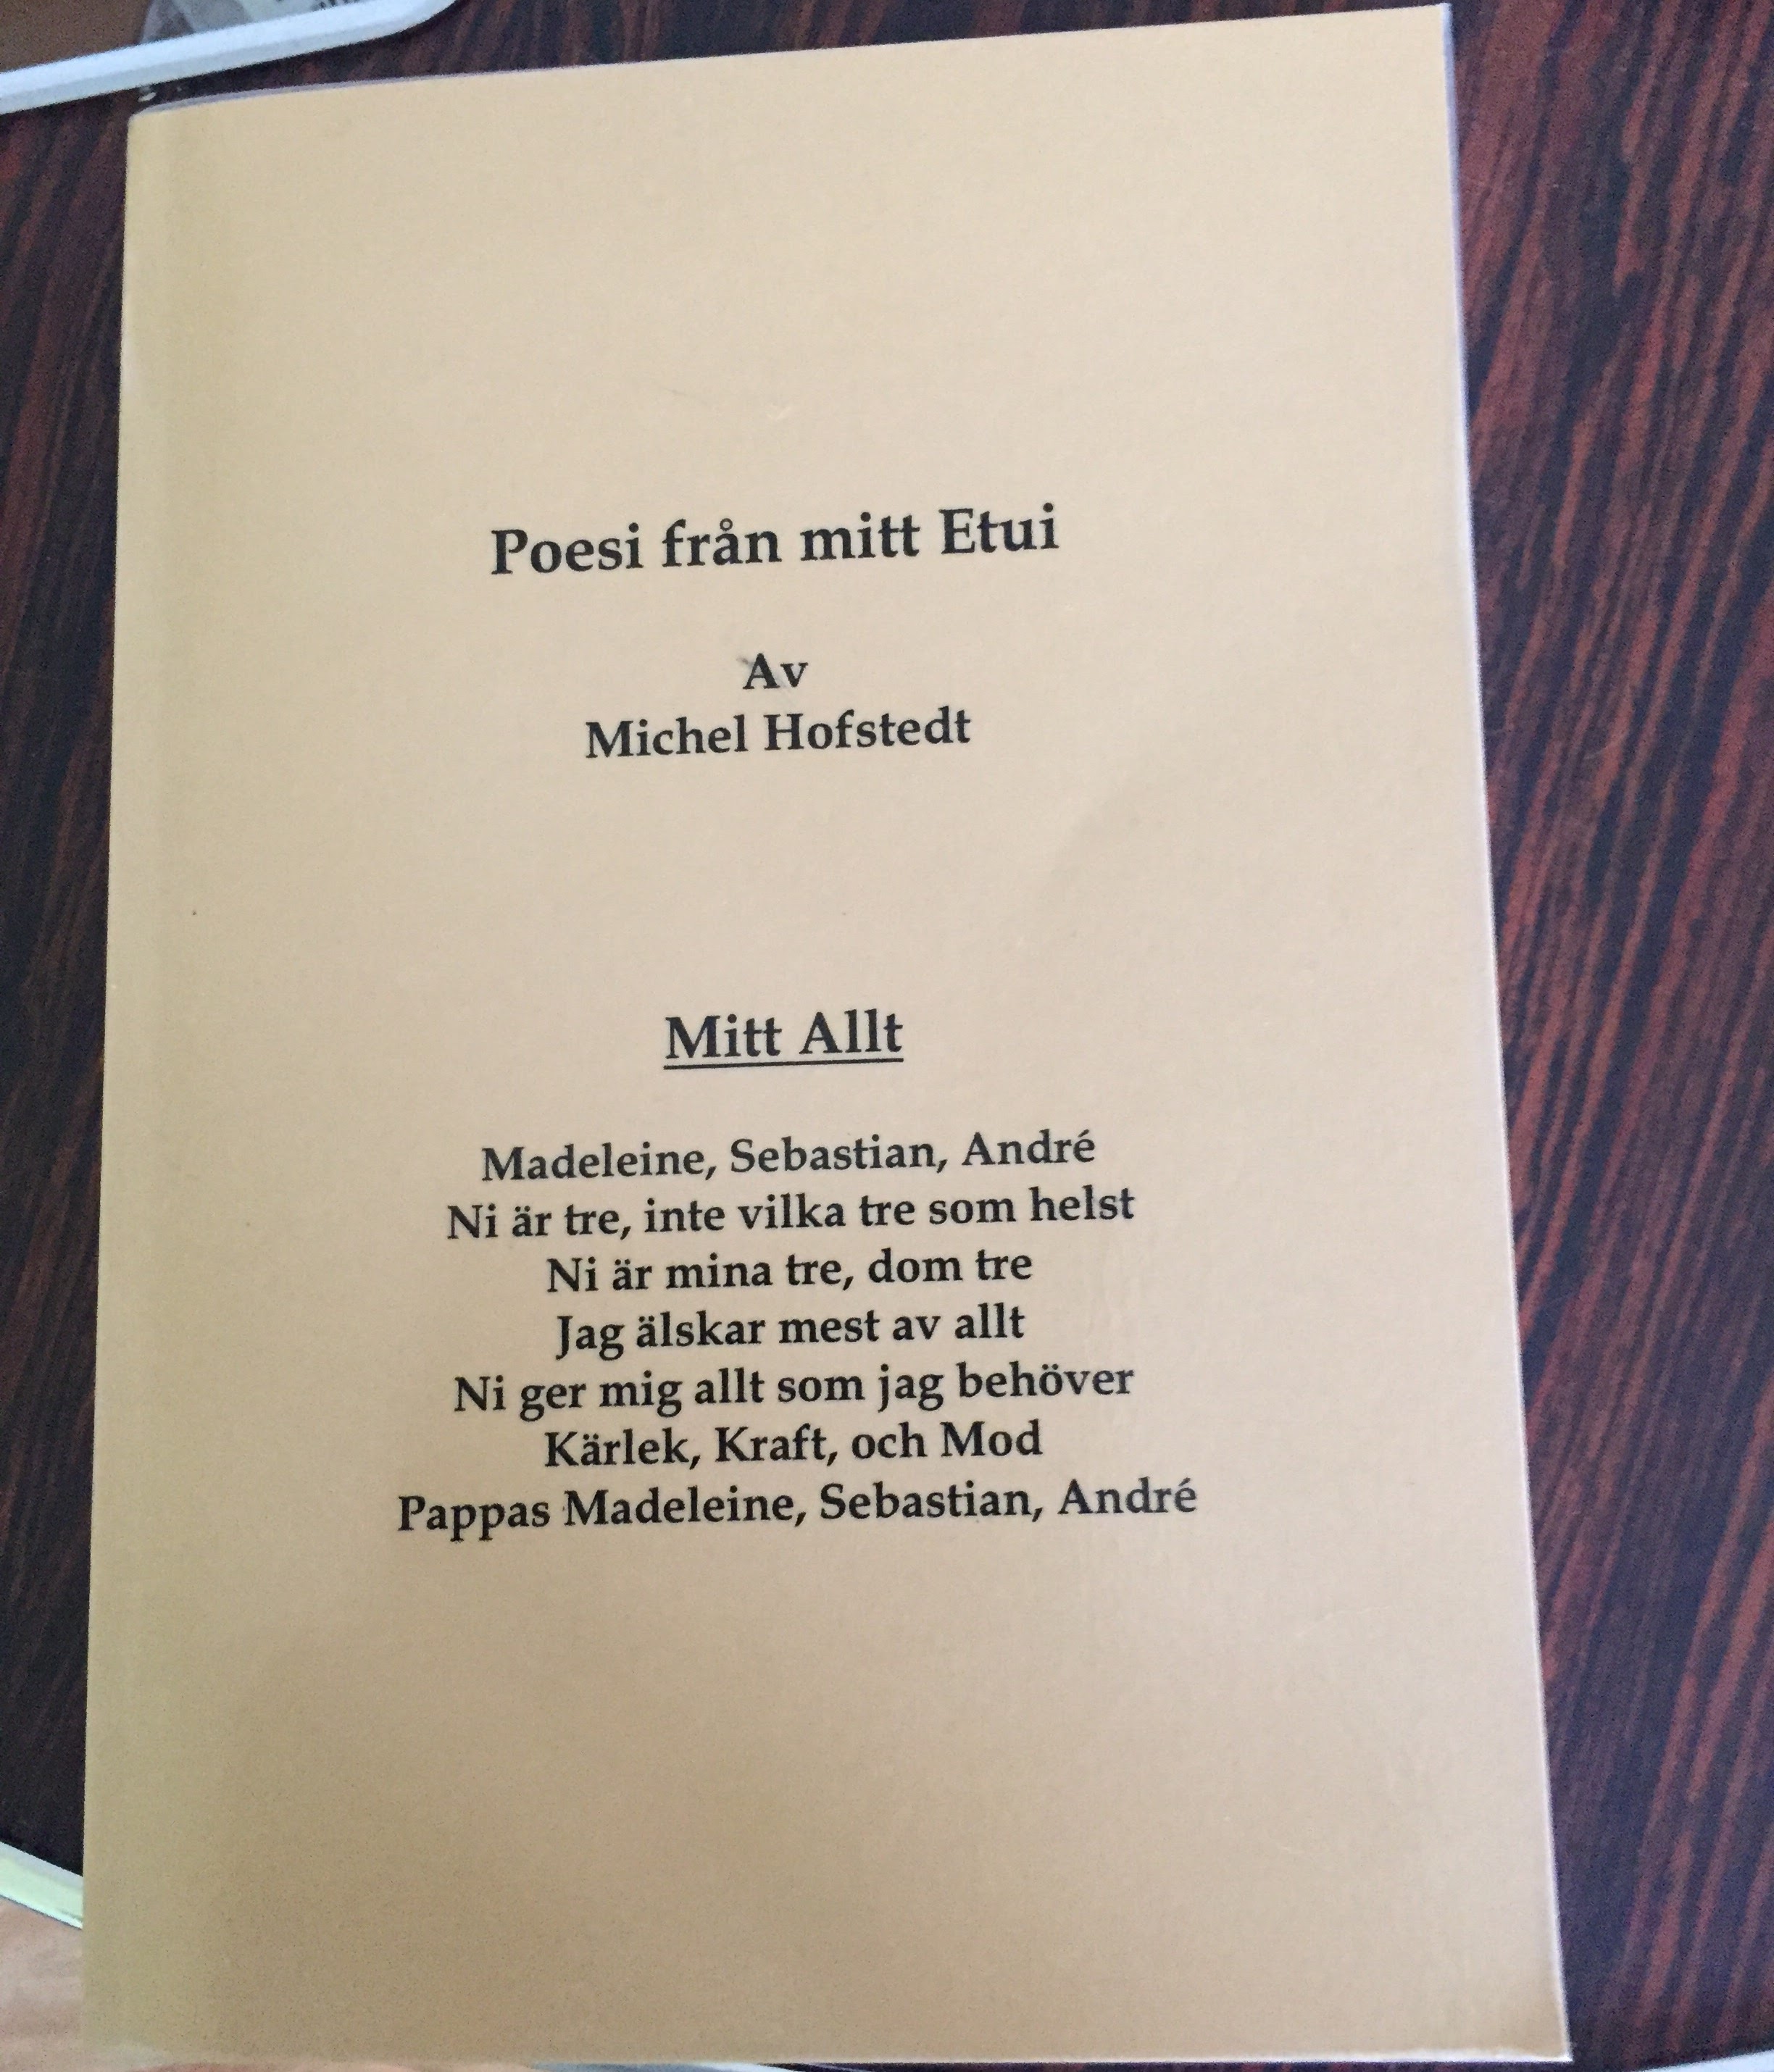 Poesi från mitt Etui
Av
Michel Hofstedt
Mitt Allt
Madeleine, Sebastian, André
Ni är tre, inte vilka tre som helst
Ni är mina tre, dom tre
Jag älskar mest av allt
Ni ger mig allt som jag behöver
Kärlek, Kraft, och Mod
Pappas Madeleine, Sebastian, André